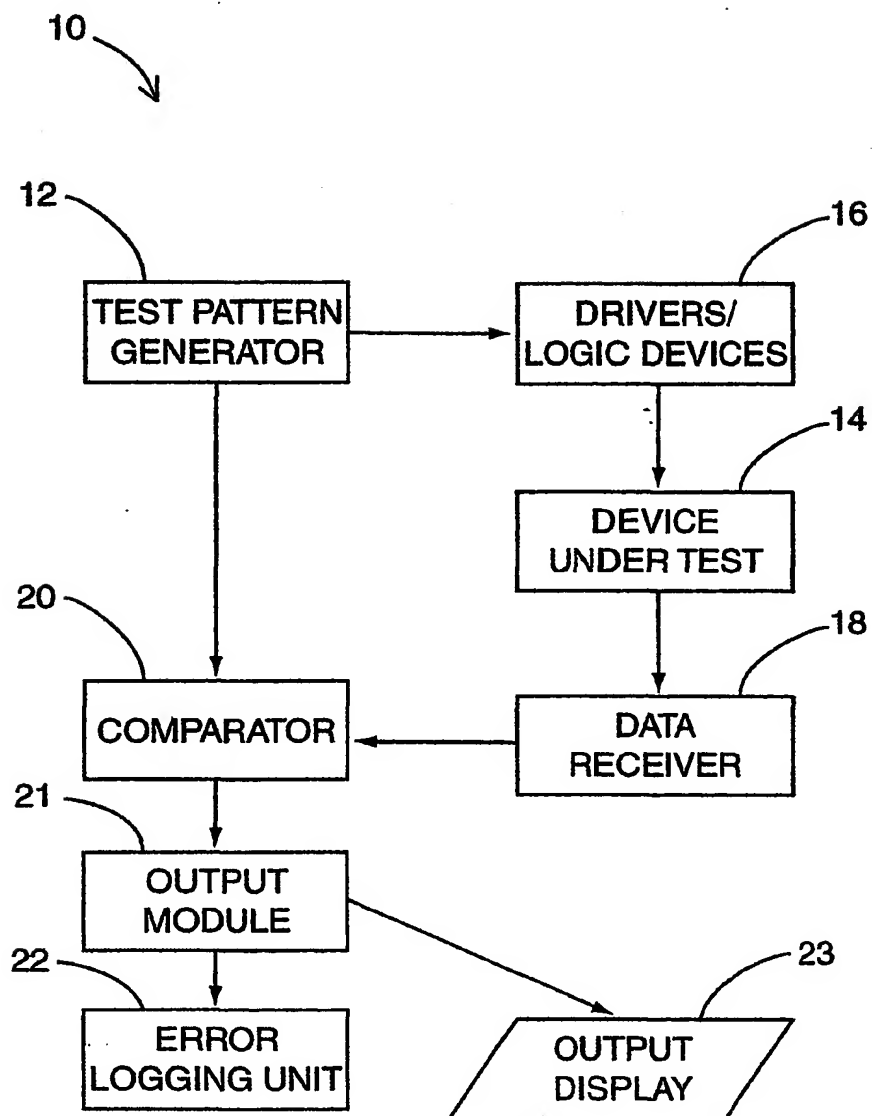 10
12
16
TEST PATTERN
GENERATOR
DRIVERS/
LOGIC DEVICES
14
DEVICE
UNDER TEST
20
18
COMPARATOR
DATA
RECEIVER
21
OUTPUT
MODULE
22
23
ERROR
LOGGING UNIT
OUTPUT
DISPLAY